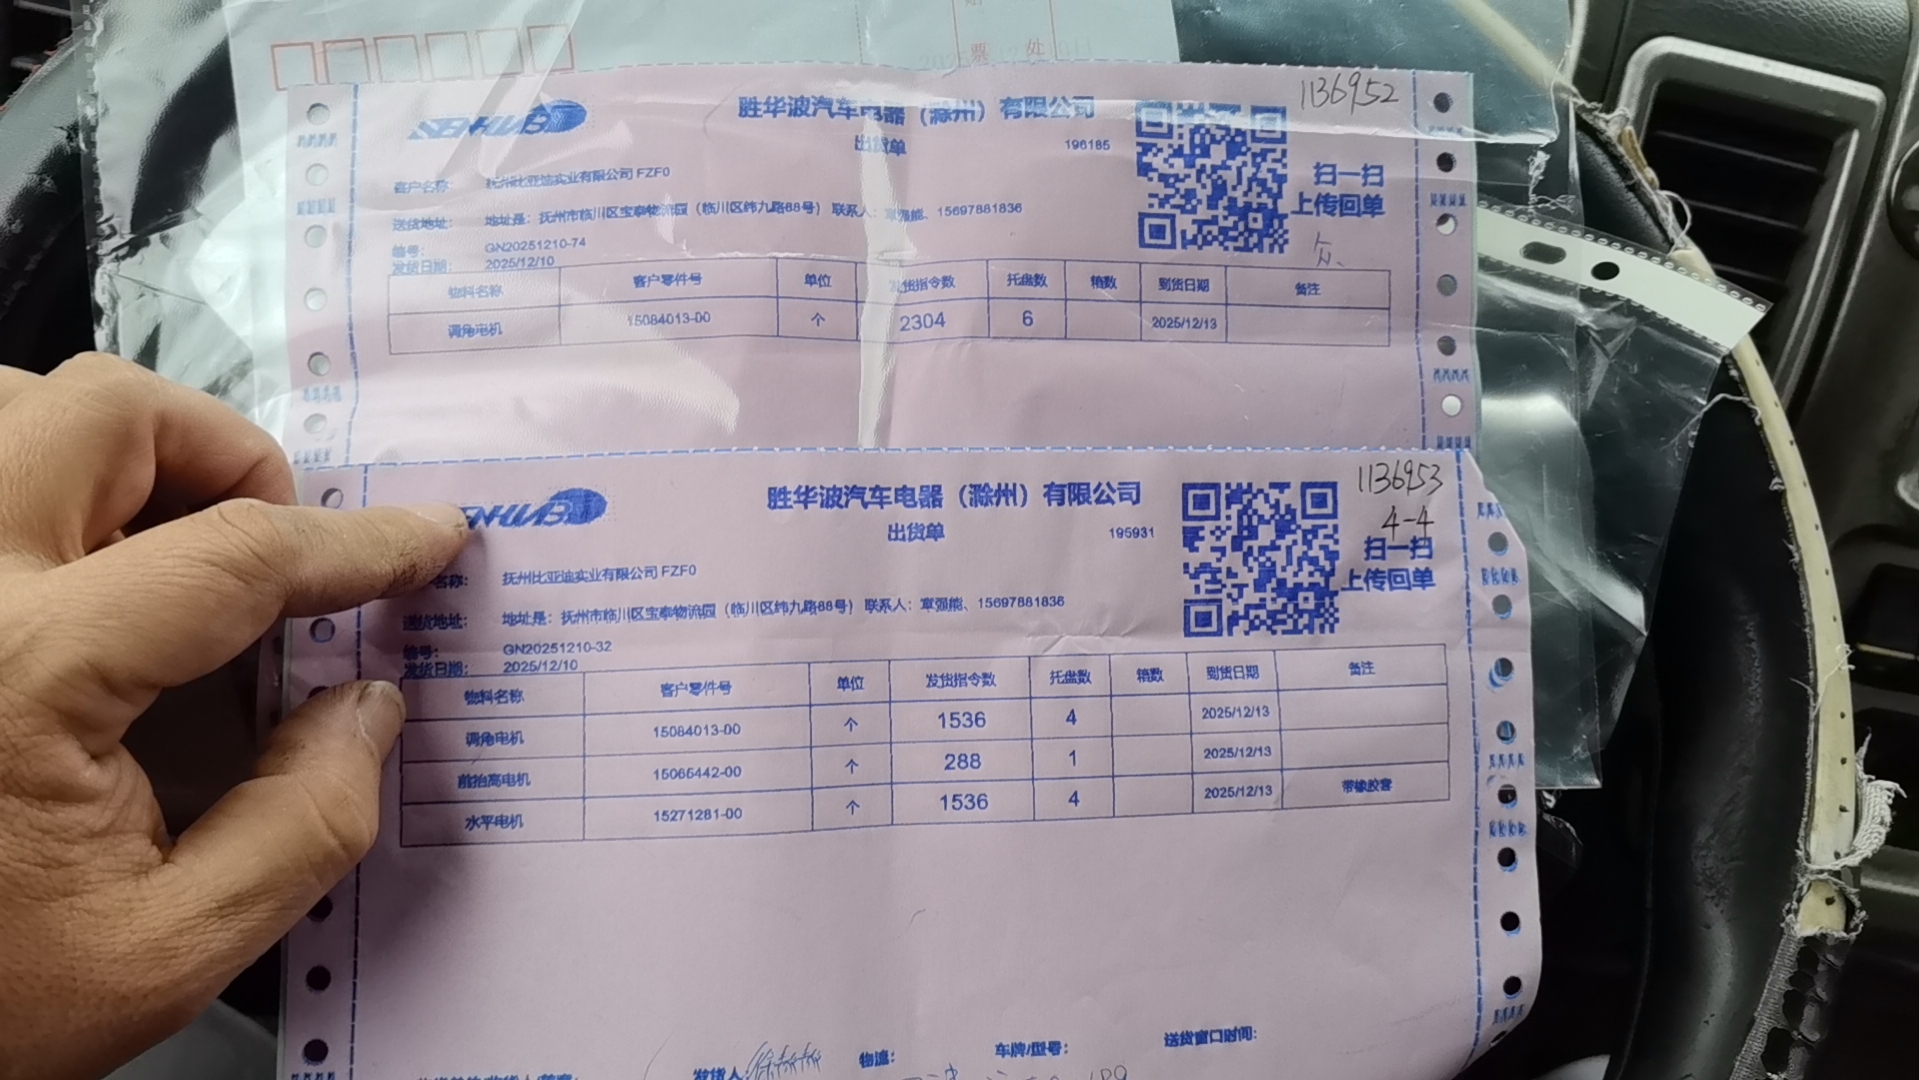 票 处
1136952
SENHUABO
胜华波汽车电器（滁州）有限公司
出货单
196185
扫一扫
上传回单
客户名称： 抚州比亚迪实业有限公司 FZF0
送货地址： 地址是：抚州市临川区宝泰物流园（临川区纬九路88号）联系人：覃强能、15697881836
编号： GN20251210-74
发货日期： 2025/12/10
物料名称 客户零件号 单位 发货指令数 托盘数 箱数 到货日期 备注
调角电机 15084013-00 个 2304 6 2025/12/13
1136953
4-4
胜华波汽车电器（滁州）有限公司
出货单
195931
扫一扫
上传回单
名称： 抚州比亚迪实业有限公司 FZF0
送货地址： 地址是：抚州市临川区宝泰物流园（临川区纬九路88号）联系人：覃强能、15697881836
编号： GN20251210-32
发货日期： 2025/12/10
物料名称 客户零件号 单位 发货指令数 托盘数 箱数 到货日期 备注
调角电机 15084013-00 个 1536 4 2025/12/13
前抬高电机 15065442-00 个 288 1 2025/12/13
水平电机 15271281-00 个 1536 4 2025/12/13 带橡胶套
发货人 物流： 车牌/型号： 送货窗口时间：